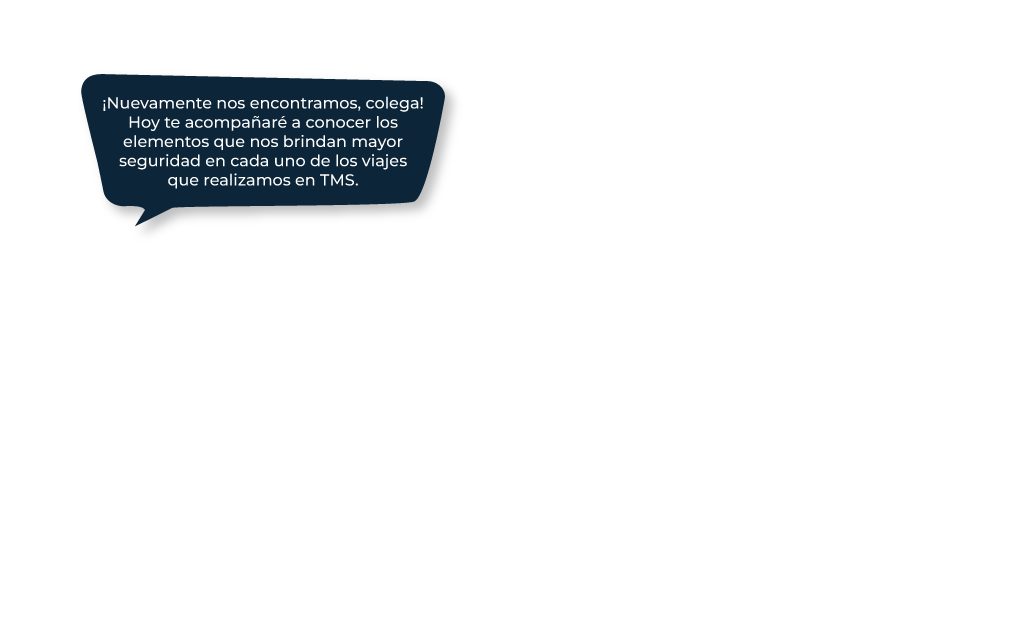 ¡Nuevamente nos encontramos, colega!
Hoy te acompañaré a conocer los
elementos que nos brindan mayor
seguridad en cada uno de los viajes
que realizamos en TMS.